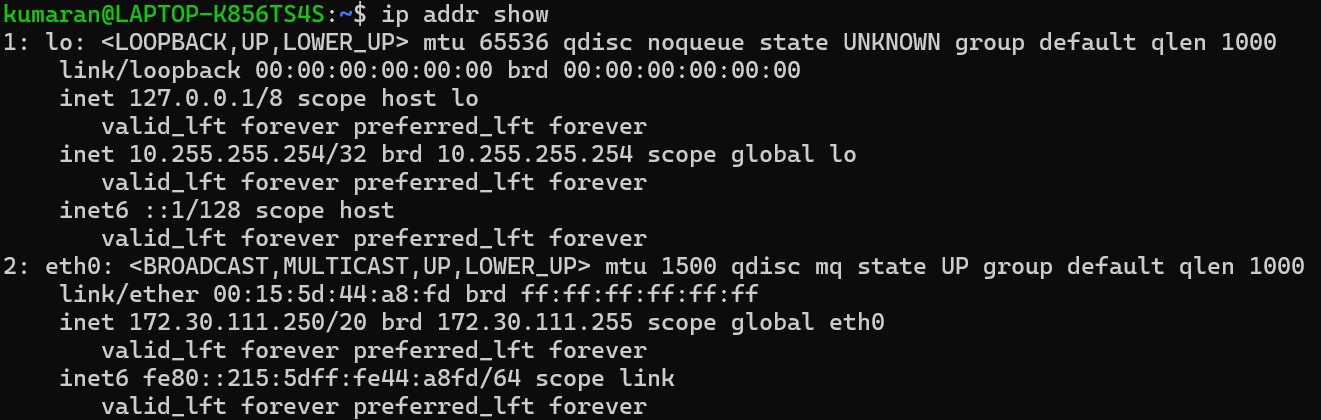 kumaran@LAPTOP-K856TS4S:~$ ip addr show
1: lo: <LOOPBACK,UP,LOWER_UP> mtu 65536 qdisc noqueue state UNKNOWN group default qlen 1000
    link/loopback 00:00:00:00:00:00 brd 00:00:00:00:00:00
    inet 127.0.0.1/8 scope host lo
       valid_lft forever preferred_lft forever
    inet 10.255.255.254/32 brd 10.255.255.254 scope global lo
       valid_lft forever preferred_lft forever
    inet6 ::1/128 scope host
       valid_lft forever preferred_lft forever
2: eth0: <BROADCAST,MULTICAST,UP,LOWER_UP> mtu 1500 qdisc mq state UP group default qlen 1000
    link/ether 00:15:5d:44:a8:fd brd ff:ff:ff:ff:ff:ff
    inet 172.30.111.250/20 brd 172.30.111.255 scope global eth0
       valid_lft forever preferred_lft forever
    inet6 fe80::215:5dff:fe44:a8fd/64 scope link
       valid_lft forever preferred_lft forever